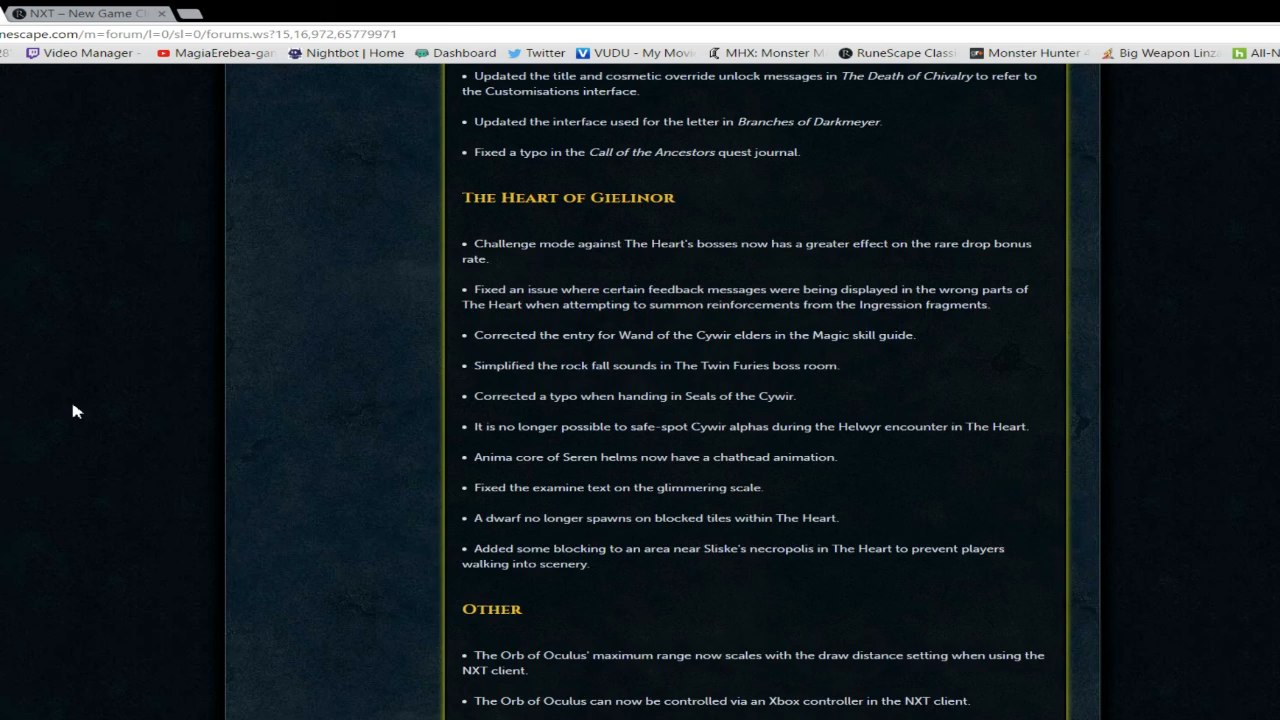 NXT – New Game Cl
nescape.com/m=forum/l=0/sl=0/forums.ws?15,16,972,65779971
Video Manager - MagiaErebea-gam Nightbot | Home Dashboard Twitter VUDU - My Movi MHX: Monster M RuneScape Class Monster Hunter 4 Big Weapon Linz All-N
• Updated the title and cosmetic override unlock messages in The Death of Chivalry to refer to
the Customisations interface.
• Updated the interface used for the letter in Branches of Darkmeyer.
• Fixed a typo in the Call of the Ancestors quest journal.
The Heart of Gielinor
• Challenge mode against The Heart's bosses now has a greater effect on the rare drop bonus
rate.
• Fixed an issue where certain feedback messages were being displayed in the wrong parts of
The Heart when attempting to summon reinforcements from the Ingression fragments.
• Corrected the entry for Wand of the Cywir elders in the Magic skill guide.
• Simplified the rock fall sounds in The Twin Furies boss room.
• Corrected a typo when handing in Seals of the Cywir.
• It is no longer possible to safe-spot Cywir alphas during the Helwyr encounter in The Heart.
• Anima core of Seren helms now have a chathead animation.
• Fixed the examine text on the glimmering scale.
• A dwarf no longer spawns on blocked tiles within The Heart.
• Added some blocking to an area near Sliske's necropolis in The Heart to prevent players
walking into scenery.
Other
• The Orb of Oculus' maximum range now scales with the draw distance setting when using the
NXT client.
• The Orb of Oculus can now be controlled via an Xbox controller in the NXT client.